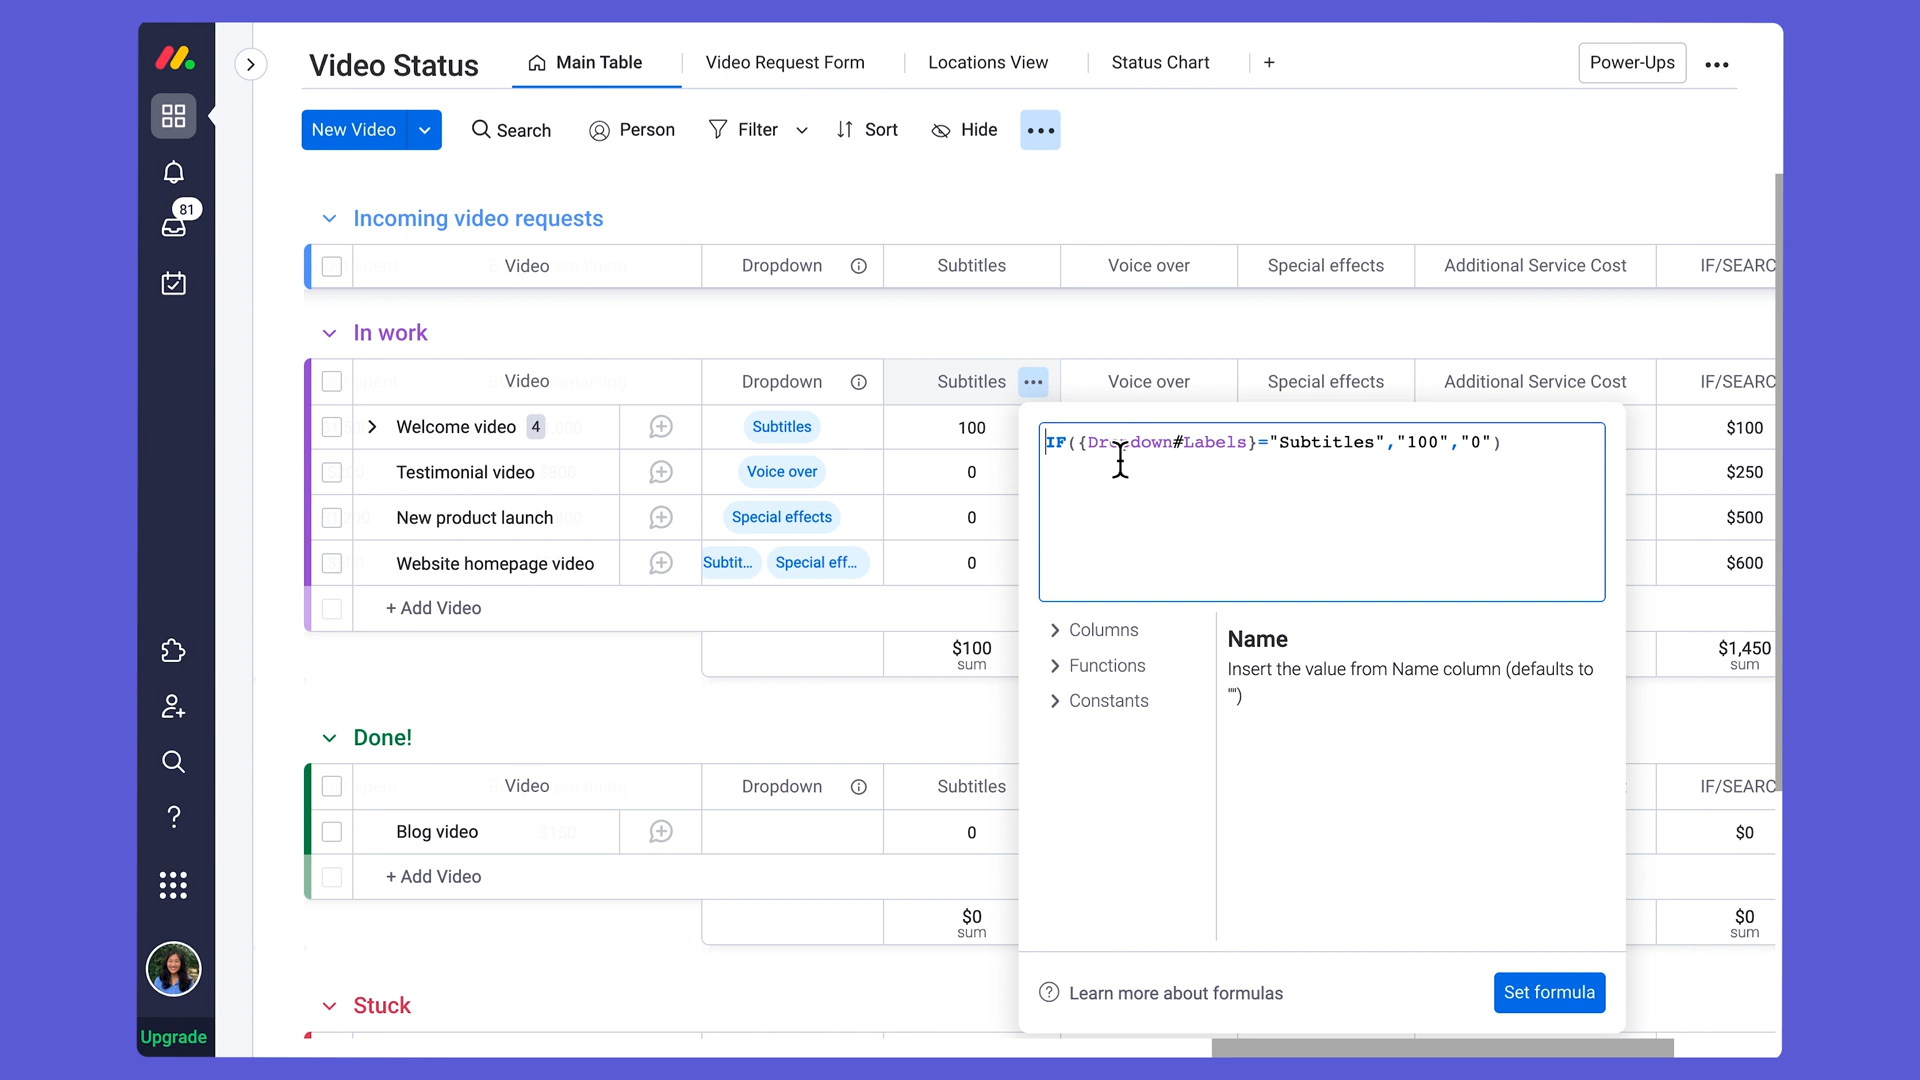 Video Status
Main Table
Video Request Form
Locations View
Status Chart
+
Power-Ups
New Video
Search
Person
Filter
Sort
Hide
81
Incoming video requests
Video
Dropdown
Subtitles
Voice over
Special effects
Additional Service Cost
IF/SEARC
In work
Video
Dropdown
Subtitles
Voice over
Special effects
Additional Service Cost
IF/SEARC
Welcome video 4
Subtitles
100
$100
Testimonial video
Voice over
0
$250
New product launch
Special effects
0
$500
Website homepage video
Subtit...
Special eff...
0
$600
+ Add Video
$100
sum
$1,450
sum
IF({Dropdown#Labels}="Subtitles","100","0")
Columns
Functions
Constants
Name
Insert the value from Name column (defaults to
"")
Learn more about formulas
Set formula
Done!
Video
Dropdown
Subtitles
IF/SEARC
Blog video
0
$0
+ Add Video
$0
sum
$0
sum
Stuck
Upgrade